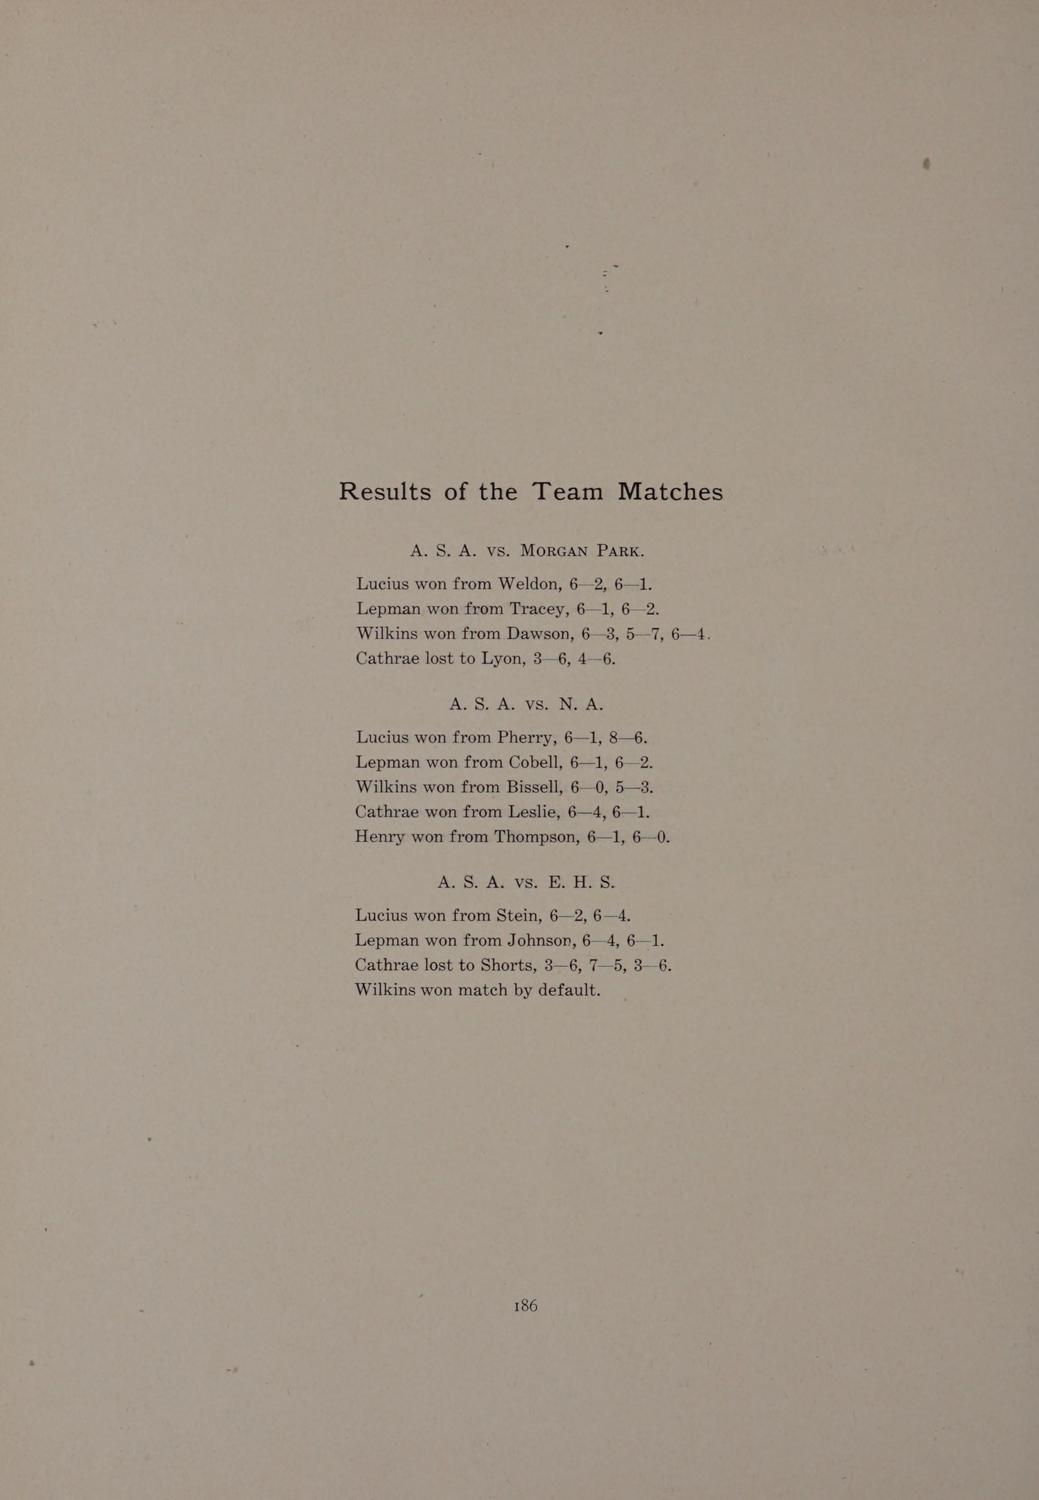 Results of the Team Matches
A. S. A. vs. MORGAN PARK.
Lucius won from Weldon, 6—2, 6—1.
Lepman won from Tracey, 6—1, 6—2.
Wilkins won from Dawson, 6—3, 5—7, 6—4.
Cathrae lost to Lyon, 3—6, 4—6.
A. S. A. vs. N. A.
Lucius won from Pherry, 6—1, 8—6.
Lepman won from Cobell, 6—1, 6—2.
Wilkins won from Bissell, 6—0, 5—3.
Cathrae won from Leslie, 6—4, 6—1.
Henry won from Thompson, 6—1, 6—0.
A. S. A. vs. E. H. S.
Lucius won from Stein, 6—2, 6—4.
Lepman won from Johnson, 6—4, 6—1.
Cathrae lost to Shorts, 3—6, 7—5, 3—6.
Wilkins won match by default.
186